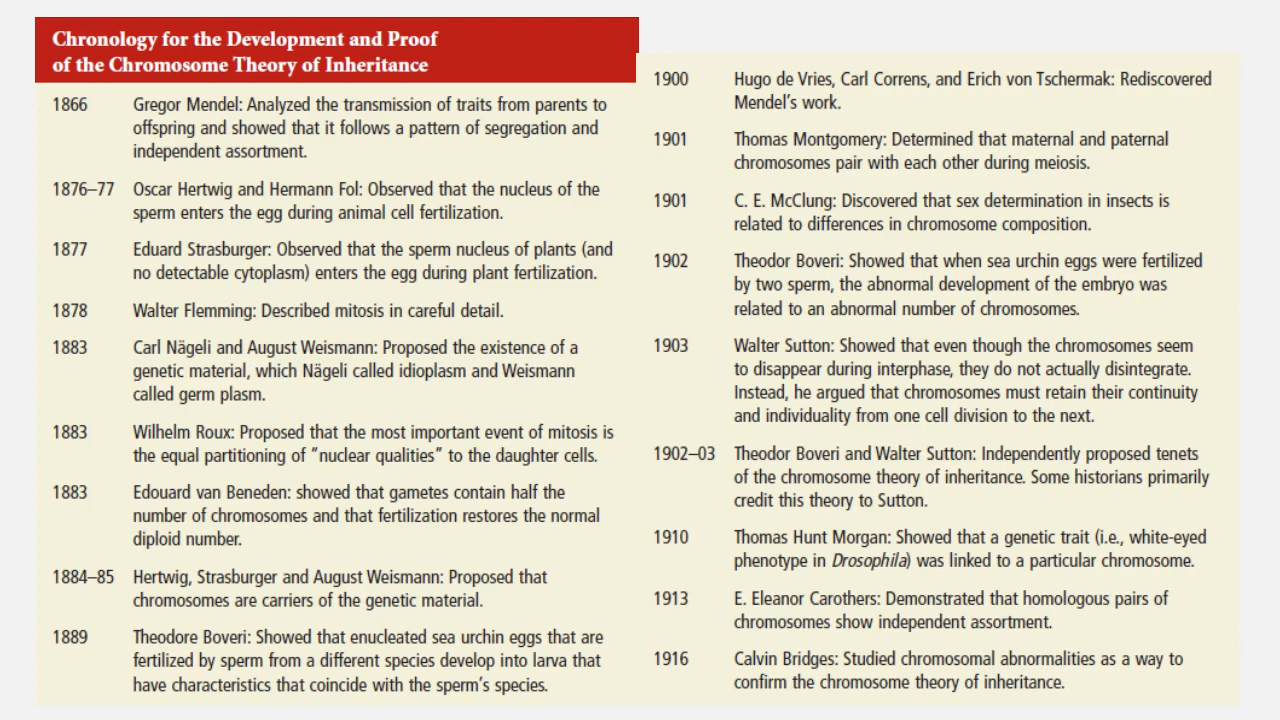 Chronology for the Development and Proof
of the Chromosome Theory of Inheritance
1866 Gregor Mendel: Analyzed the transmission of traits from parents to
offspring and showed that it follows a pattern of segregation and
independent assortment.
1876–77 Oscar Hertwig and Hermann Fol: Observed that the nucleus of the
sperm enters the egg during animal cell fertilization.
1877 Eduard Strasburger: Observed that the sperm nucleus of plants (and
no detectable cytoplasm) enters the egg during plant fertilization.
1878 Walter Flemming: Described mitosis in careful detail.
1883 Carl Nägeli and August Weismann: Proposed the existence of a
genetic material, which Nägeli called idioplasm and Weismann
called germ plasm.
1883 Wilhelm Roux: Proposed that the most important event of mitosis is
the equal partitioning of “nuclear qualities” to the daughter cells.
1883 Edouard van Beneden: showed that gametes contain half the
number of chromosomes and that fertilization restores the normal
diploid number.
1884–85 Hertwig, Strasburger and August Weismann: Proposed that
chromosomes are carriers of the genetic material.
1889 Theodore Boveri: Showed that enucleated sea urchin eggs that are
fertilized by sperm from a different species develop into larva that
have characteristics that coincide with the sperm’s species.
1900 Hugo de Vries, Carl Correns, and Erich von Tschermak: Rediscovered
Mendel’s work.
1901 Thomas Montgomery: Determined that maternal and paternal
chromosomes pair with each other during meiosis.
1901 C. E. McClung: Discovered that sex determination in insects is
related to differences in chromosome composition.
1902 Theodor Boveri: Showed that when sea urchin eggs were fertilized
by two sperm, the abnormal development of the embryo was
related to an abnormal number of chromosomes.
1903 Walter Sutton: Showed that even though the chromosomes seem
to disappear during interphase, they do not actually disintegrate.
Instead, he argued that chromosomes must retain their continuity
and individuality from one cell division to the next.
1902–03 Theodor Boveri and Walter Sutton: Independently proposed tenets
of the chromosome theory of inheritance. Some historians primarily
credit this theory to Sutton.
1910 Thomas Hunt Morgan: Showed that a genetic trait (i.e., white-eyed
phenotype in Drosophila) was linked to a particular chromosome.
1913 E. Eleanor Carothers: Demonstrated that homologous pairs of
chromosomes show independent assortment.
1916 Calvin Bridges: Studied chromosomal abnormalities as a way to
confirm the chromosome theory of inheritance.